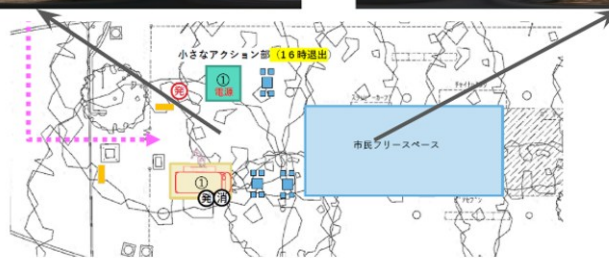 小さなアクション部（16時退出）
①
電源
発
市民フリースペース
①
発 消